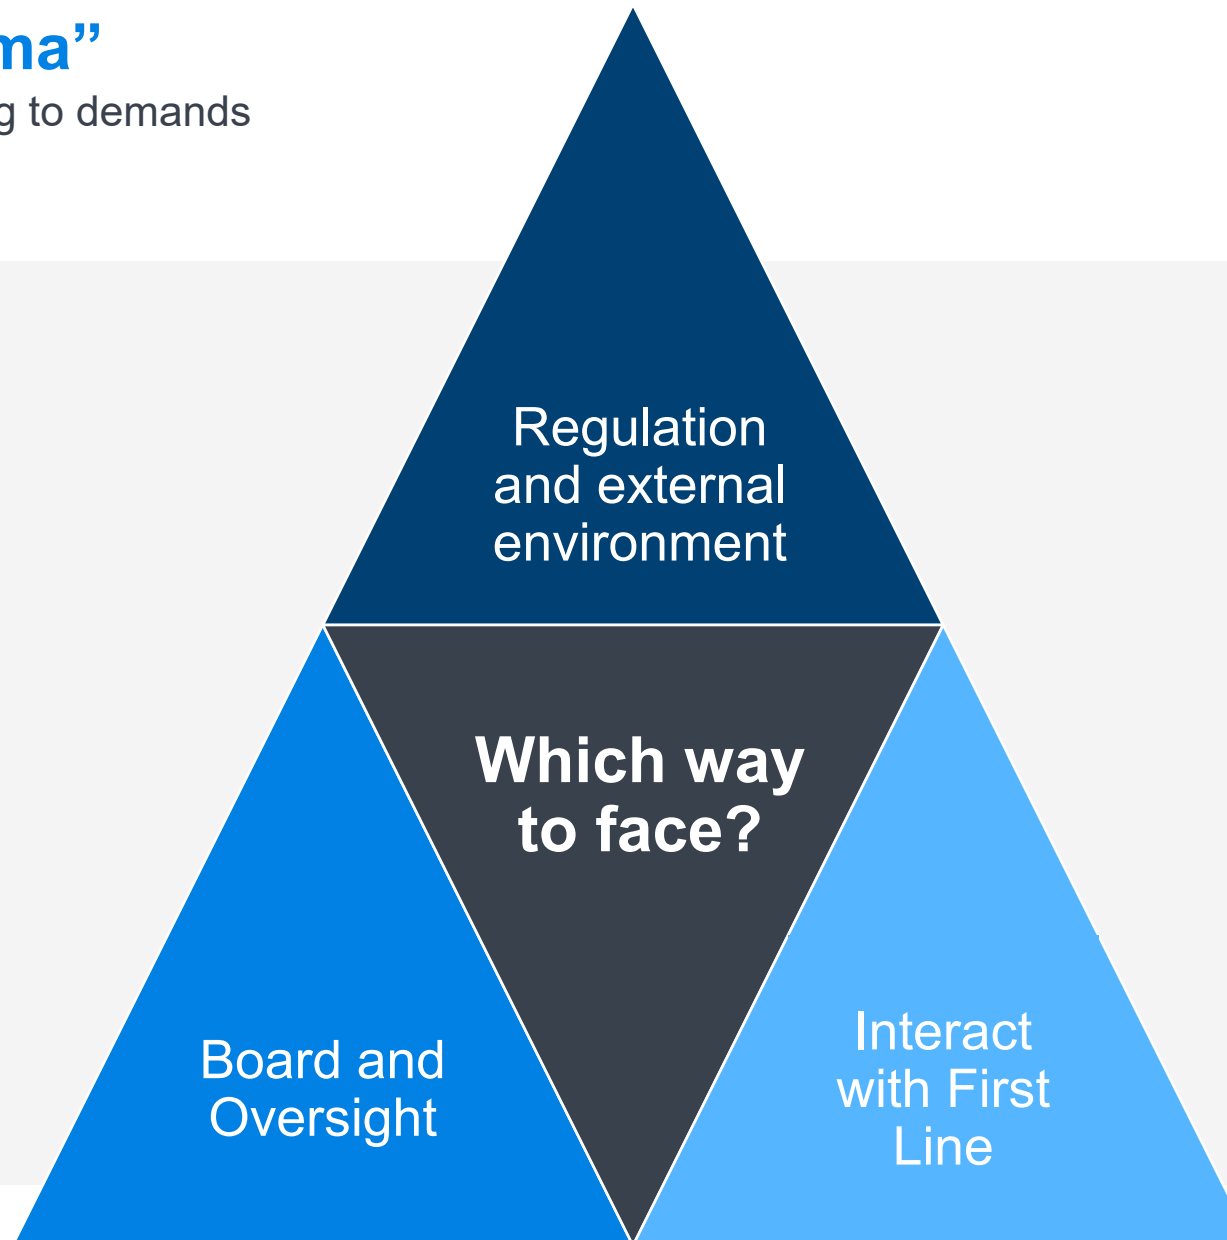 ma”
g to demands
Regulation
and external
environment
Which way
to face?
Board and
Oversight
Interact
with First
Line